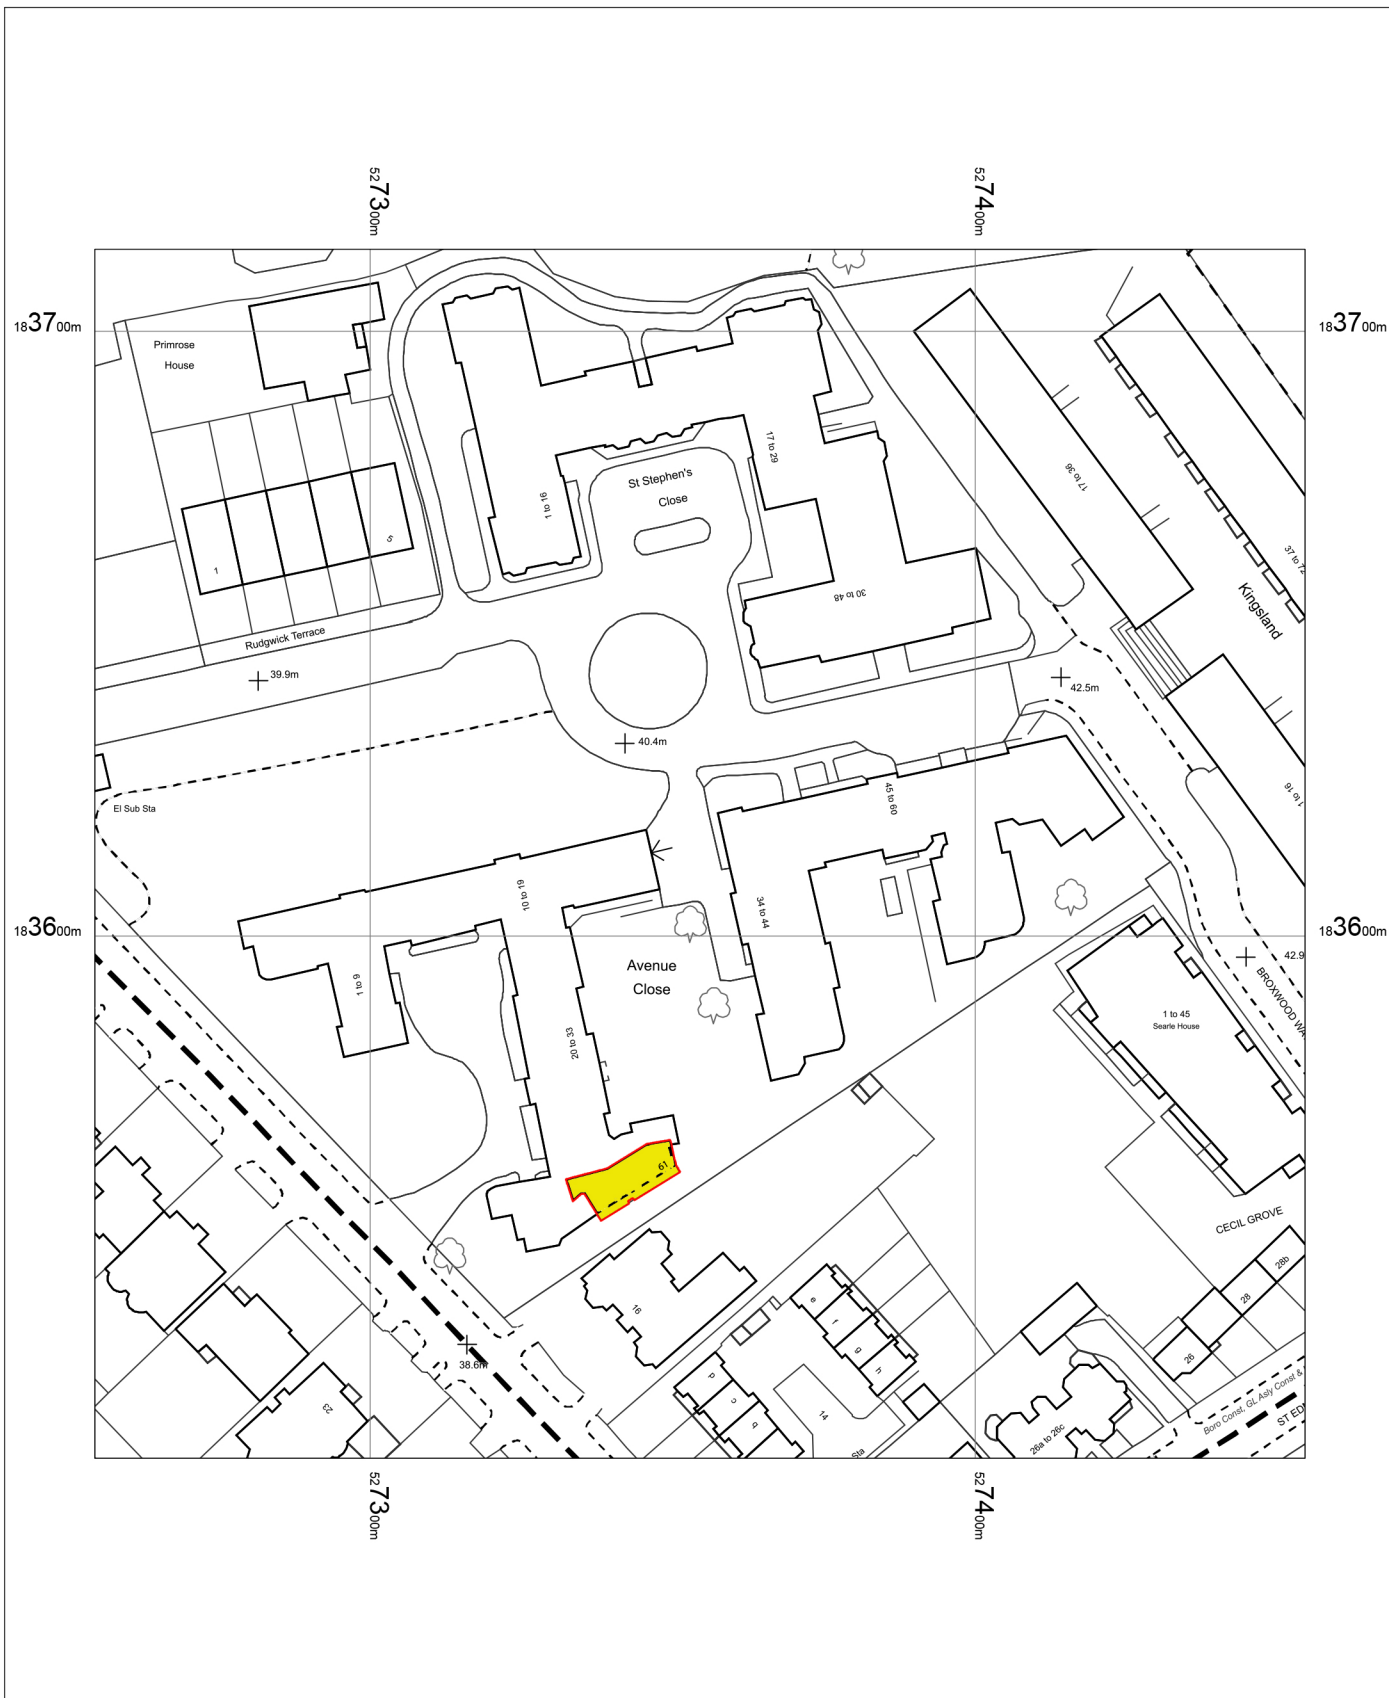 527300m
527400m
183700m
183700m
Primrose
House
17 to 29
St Stephen's
Close
1 to 16
17 to 36
37 to 72
Kingsland
1
5
30 to 48
Rudgwick Terrace
39.9m
42.5m
40.4m
El Sub Sta
45 to 60
1 to 16
10 to 19
34 to 44
183600m
183600m
42.9
Avenue
Close
1 to 9
BROXWOOD WA
1 to 45
Searle House
20 to 33
61
CECIL GROVE
28b
28
26
16
e
f
g
h
38.6m
d
c
b
14
23
Sta
26a to 26c
Boro Const, GL Asly Const &
ST ED
527300m
527400m